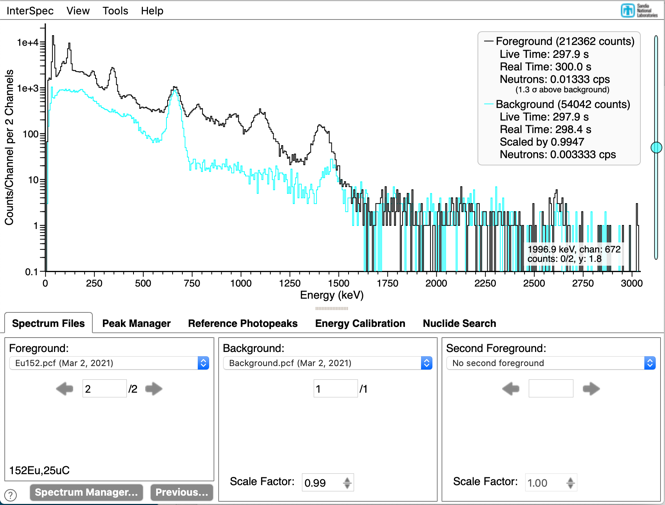 InterSpec View Tools Help
Sandia
National
Laboratories
Foreground (212362 counts)
Live Time: 297.9 s
Real Time: 300.0 s
Neutrons: 0.01333 cps
(1.3 σ above background)
Background (54042 counts)
Live Time: 297.9 s
Real Time: 298.4 s
Scaled by 0.9947
Neutrons: 0.003333 cps
Counts/Channel per 2 Channels
1e+4
1e+3
100
10
1
0.1
1996.9 keV, chan: 672
counts: 0/2, y: 1.8
0 250 500 750 1000 1250 1500 1750 2000 2250 2500 2750 3000
Energy (keV)
Spectrum Files Peak Manager Reference Photopeaks Energy Calibration Nuclide Search
Foreground:
Eu152.pcf (Mar 2, 2021)
2 /2
152Eu,25uC
? Spectrum Manager... Previous...
Background:
Background.pcf (Mar 2, 2021)
1 /1
Scale Factor: 0.99
Second Foreground:
No second foreground
Scale Factor: 1.00